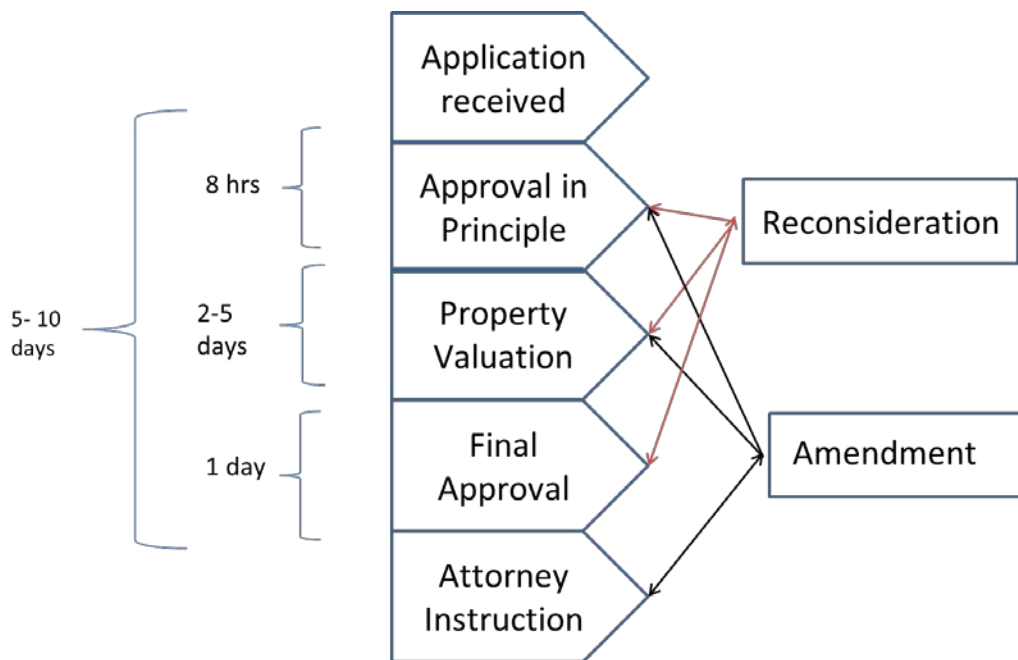 Application
received
8 hrs
Approval in
Principle
Reconsideration
5- 10
days
2-5
days
Property
Valuation
1 day
Final
Approval
Amendment
Attorney
Instruction